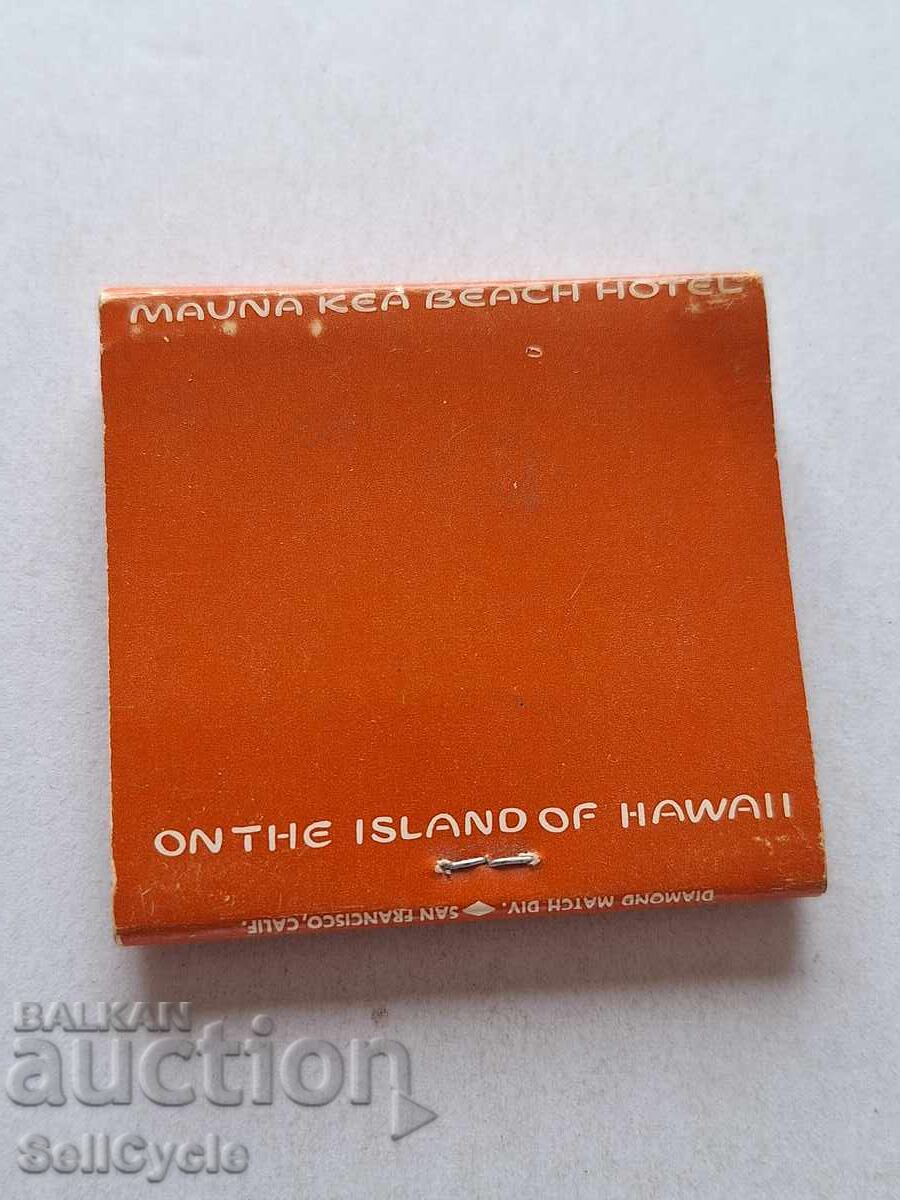 MAUNA KEA BEACH HOTEL
ON THE ISLAND OF HAWAII
DIAMOND MATCH DIV. SAN FRANCISCO, CALIF.
BALKAN
auction
SellCycle